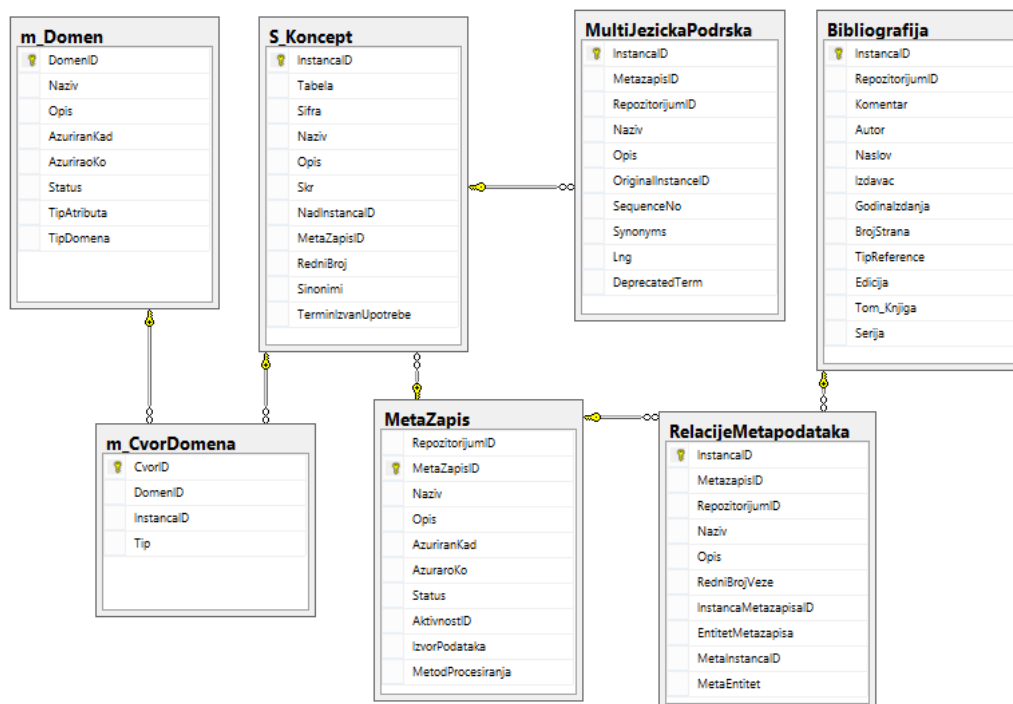 m_Domen
DomenID
Naziv
Opis
AzuriranKad
AzuriraoKo
Status
TipAtributa
TipDomena
S_Koncept
InstancaID
Tabela
Sifra
Naziv
Opis
Skr
NadInstancaID
MetaZapisID
RedniBroj
Sinonimi
TerminIzvanUpotrebe
MultiJezickaPodrska
InstancaID
MetazapisID
RepozitorijumID
Naziv
Opis
OriginalInstanceID
SequenceNo
Synonyms
Lng
DeprecatedTerm
Bibliografija
InstancaID
RepozitorijumID
Komentar
Autor
Naslov
Izdavac
GodinaIzdanja
BrojStrana
TipReference
Edicija
Tom_Knjiga
Serija
m_CvorDomena
CvorID
DomenID
InstancaID
Tip
MetaZapis
RepozitorijumID
MetaZapisID
Naziv
Opis
AzuriranKad
AzuraroKo
Status
AktivnostID
IzvorPodataka
MetodProcesiranja
RelacijeMetapodataka
InstancaID
MetazapisID
RepozitorijumID
Naziv
Opis
RedniBrojVeze
InstancaMetazapisaID
EntitetMetazapisa
MetaInstancaID
MetaEntitet